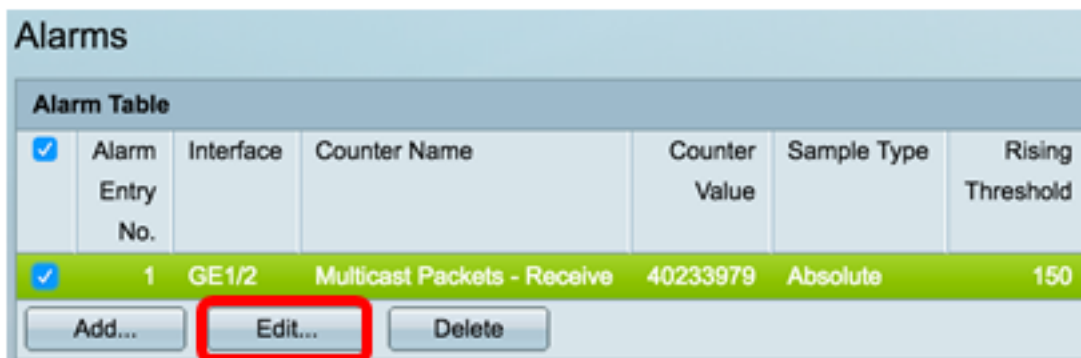 Alarms
Alarm Table
Alarm Entry No.
Interface
Counter Name
Counter Value
Sample Type
Rising Threshold
1 GE1/2 Multicast Packets - Receive 40233979 Absolute 150
Add... Edit... Delete